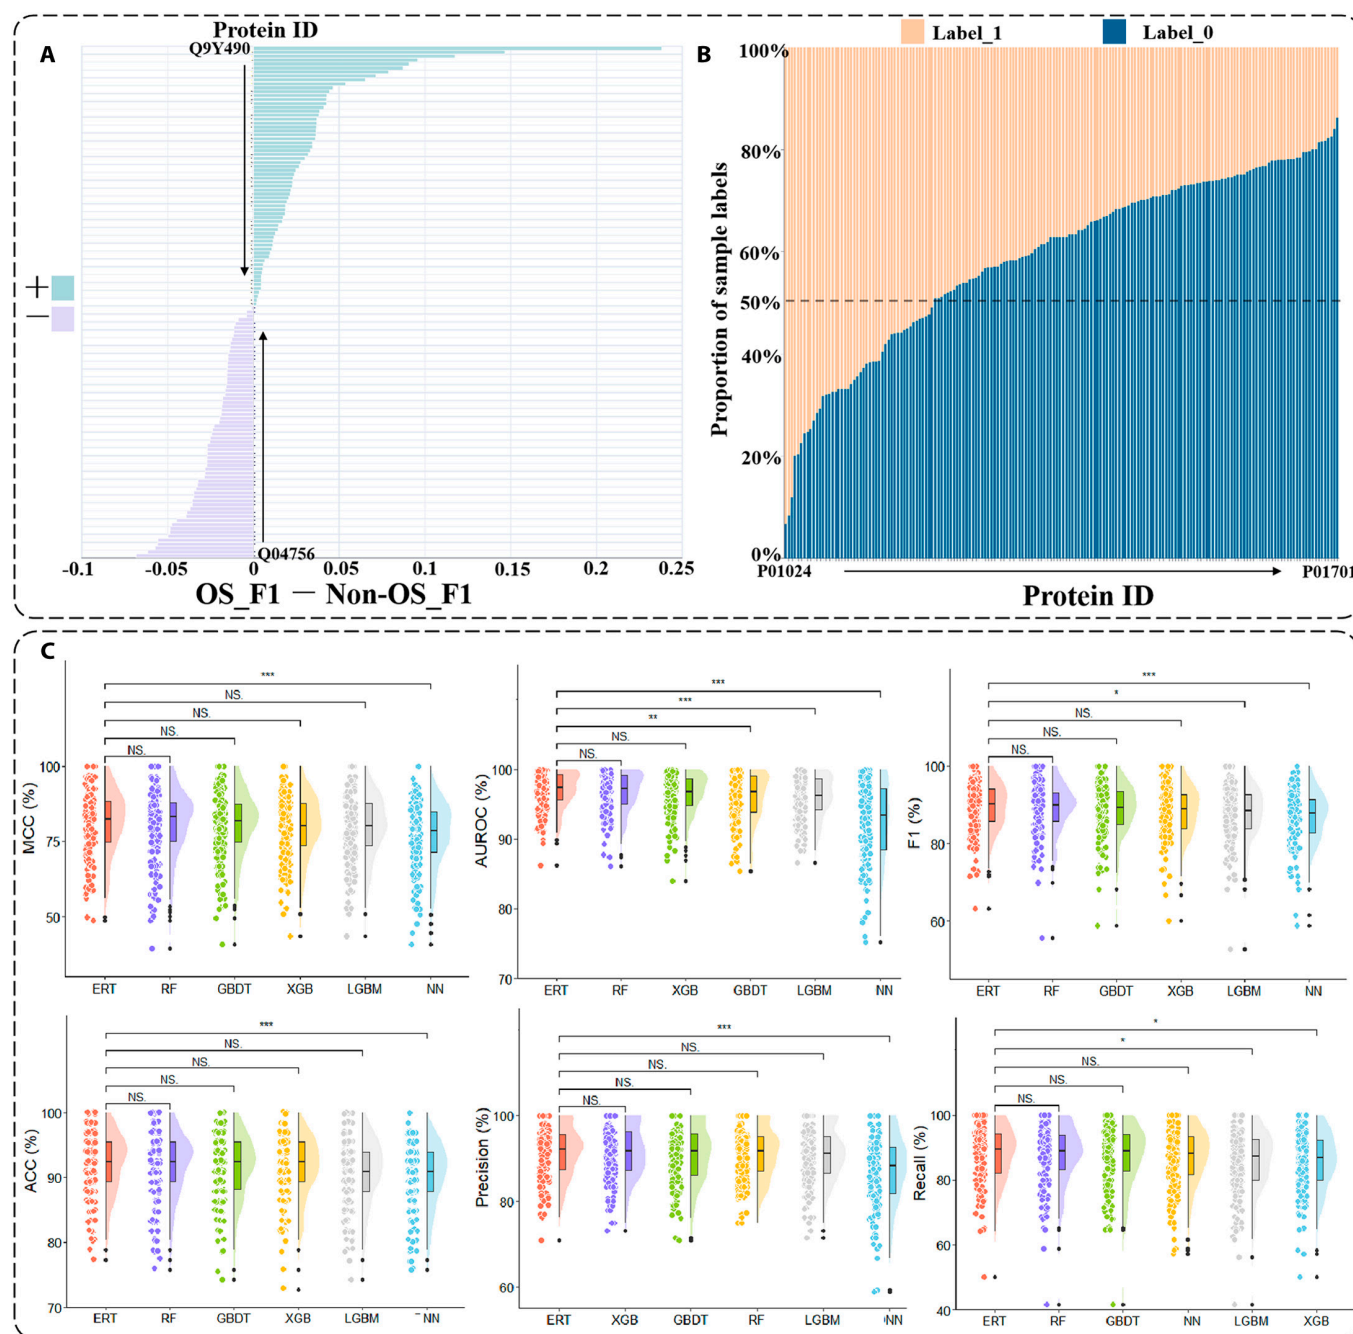 A
Protein ID
Q9Y490
+
−
Q04756
-0.1 -0.05 0 0.05 0.1 0.15 0.2 0.25
OS_F1 — Non-OS_F1
B
Label_1 Label_0
Proportion of sample labels
100%
80%
60%
50%
40%
20%
0%
P01024 P01701
Protein ID
C
***
NS.
NS.
NS.
NS.
MCC (%)
100
75
50
ERT RF GBDT XGB LGBM NN
***
***
**
NS.
NS.
AUROC (%)
100
90
80
70
ERT RF XGB GBDT LGBM NN
***
*
NS.
NS.
NS.
F1 (%)
100
80
60
ERT RF GBDT XGB LGBM NN
***
NS.
NS.
NS.
NS.
ACC (%)
100
90
80
70
ERT RF GBDT XGB LGBM NN
***
NS.
NS.
NS.
NS.
Precision (%)
100
80
60
ERT XGB GBDT RF LGBM NN
*
*
NS.
NS.
NS.
Recall (%)
100
80
60
40
ERT RF GBDT NN LGBM XGB